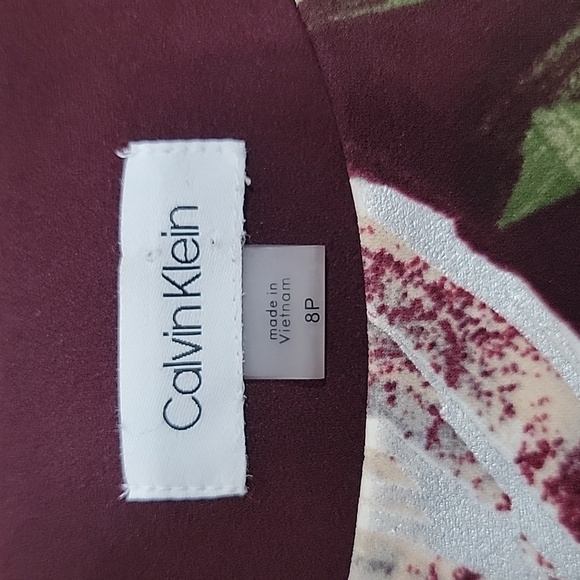 Calvin Klein
made in
Vietnam
8P